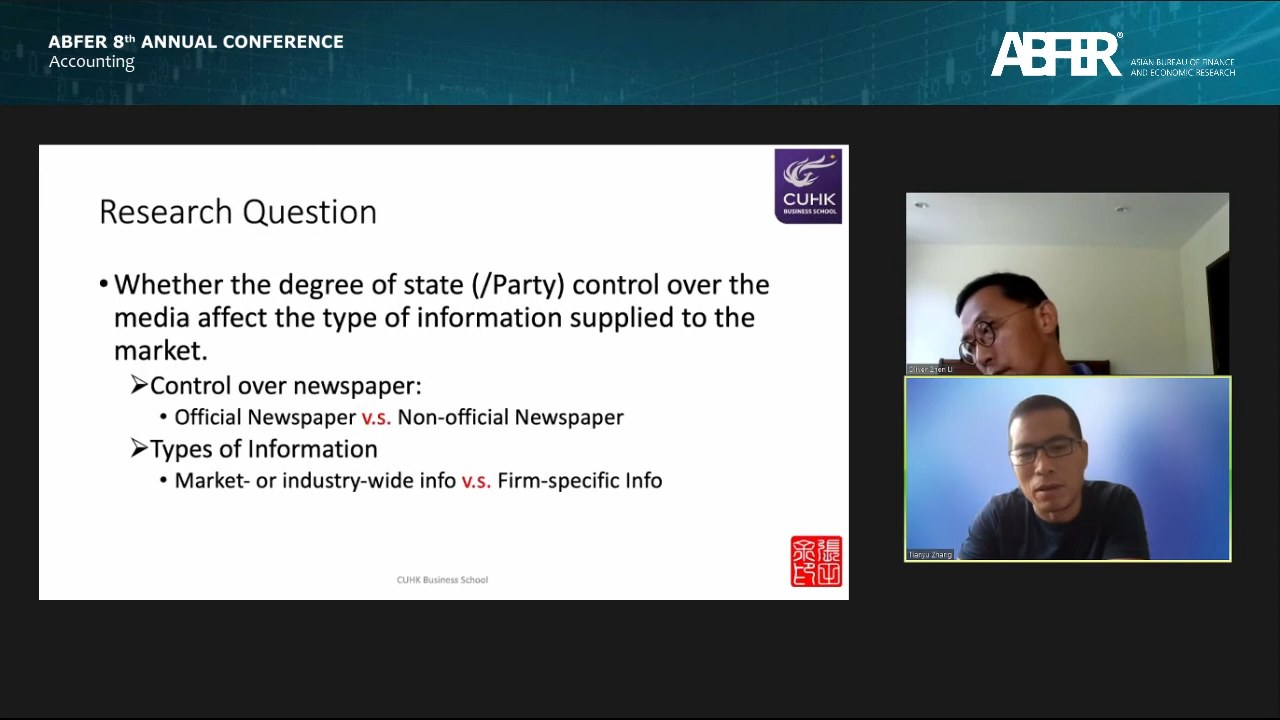 ABFER 8th ANNUAL CONFERENCE
Accounting
ABFER®
ASIAN BUREAU OF FINANCE
AND ECONOMIC RESEARCH
CUHK
BUSINESS SCHOOL
Research Question
• Whether the degree of state (/Party) control over the
media affect the type of information supplied to the
market.
➢Control over newspaper:
• Official Newspaper v.s. Non-official Newspaper
➢Types of Information
• Market- or industry-wide info v.s. Firm-specific Info
CUHK Business School
Oliver Zhen Li
Tianyu Zhang